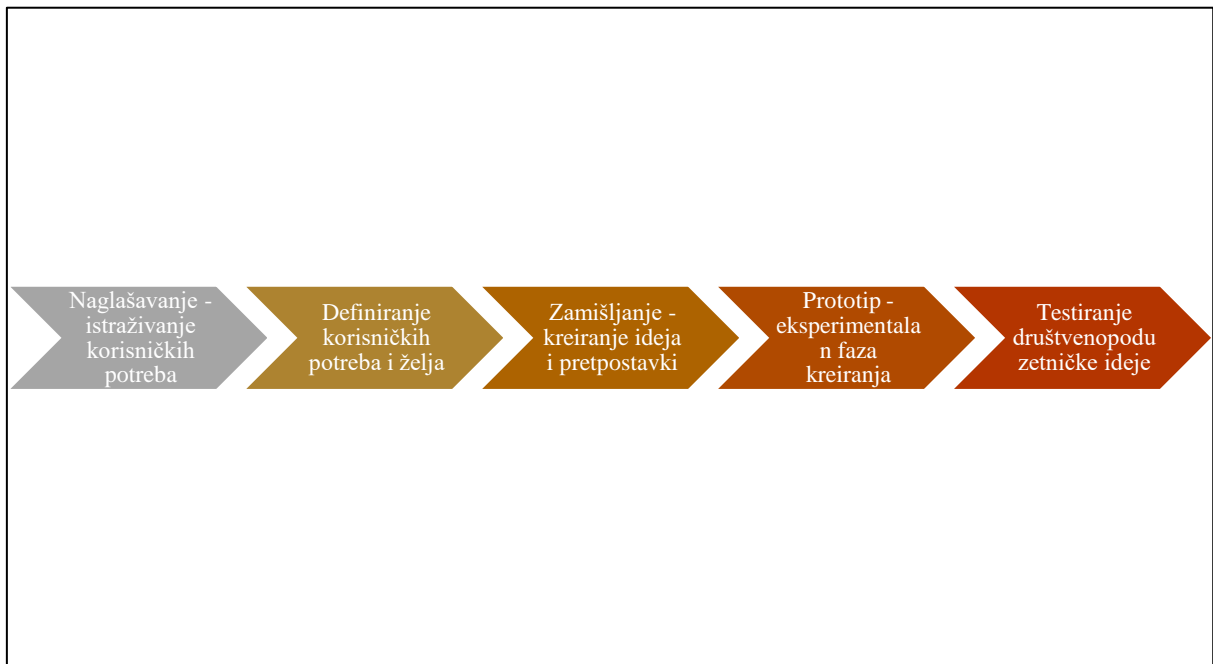 Naglašavanje -
istraživanje
korisničkih
potreba
Definiranje
korisničkih
potreba i želja
Zamišljanje -
kreiranje ideja
i pretpostavki
Prototip -
eksperimentala
n faza
kreiranja
Testiranje
društvenopodu
zetničke ideje